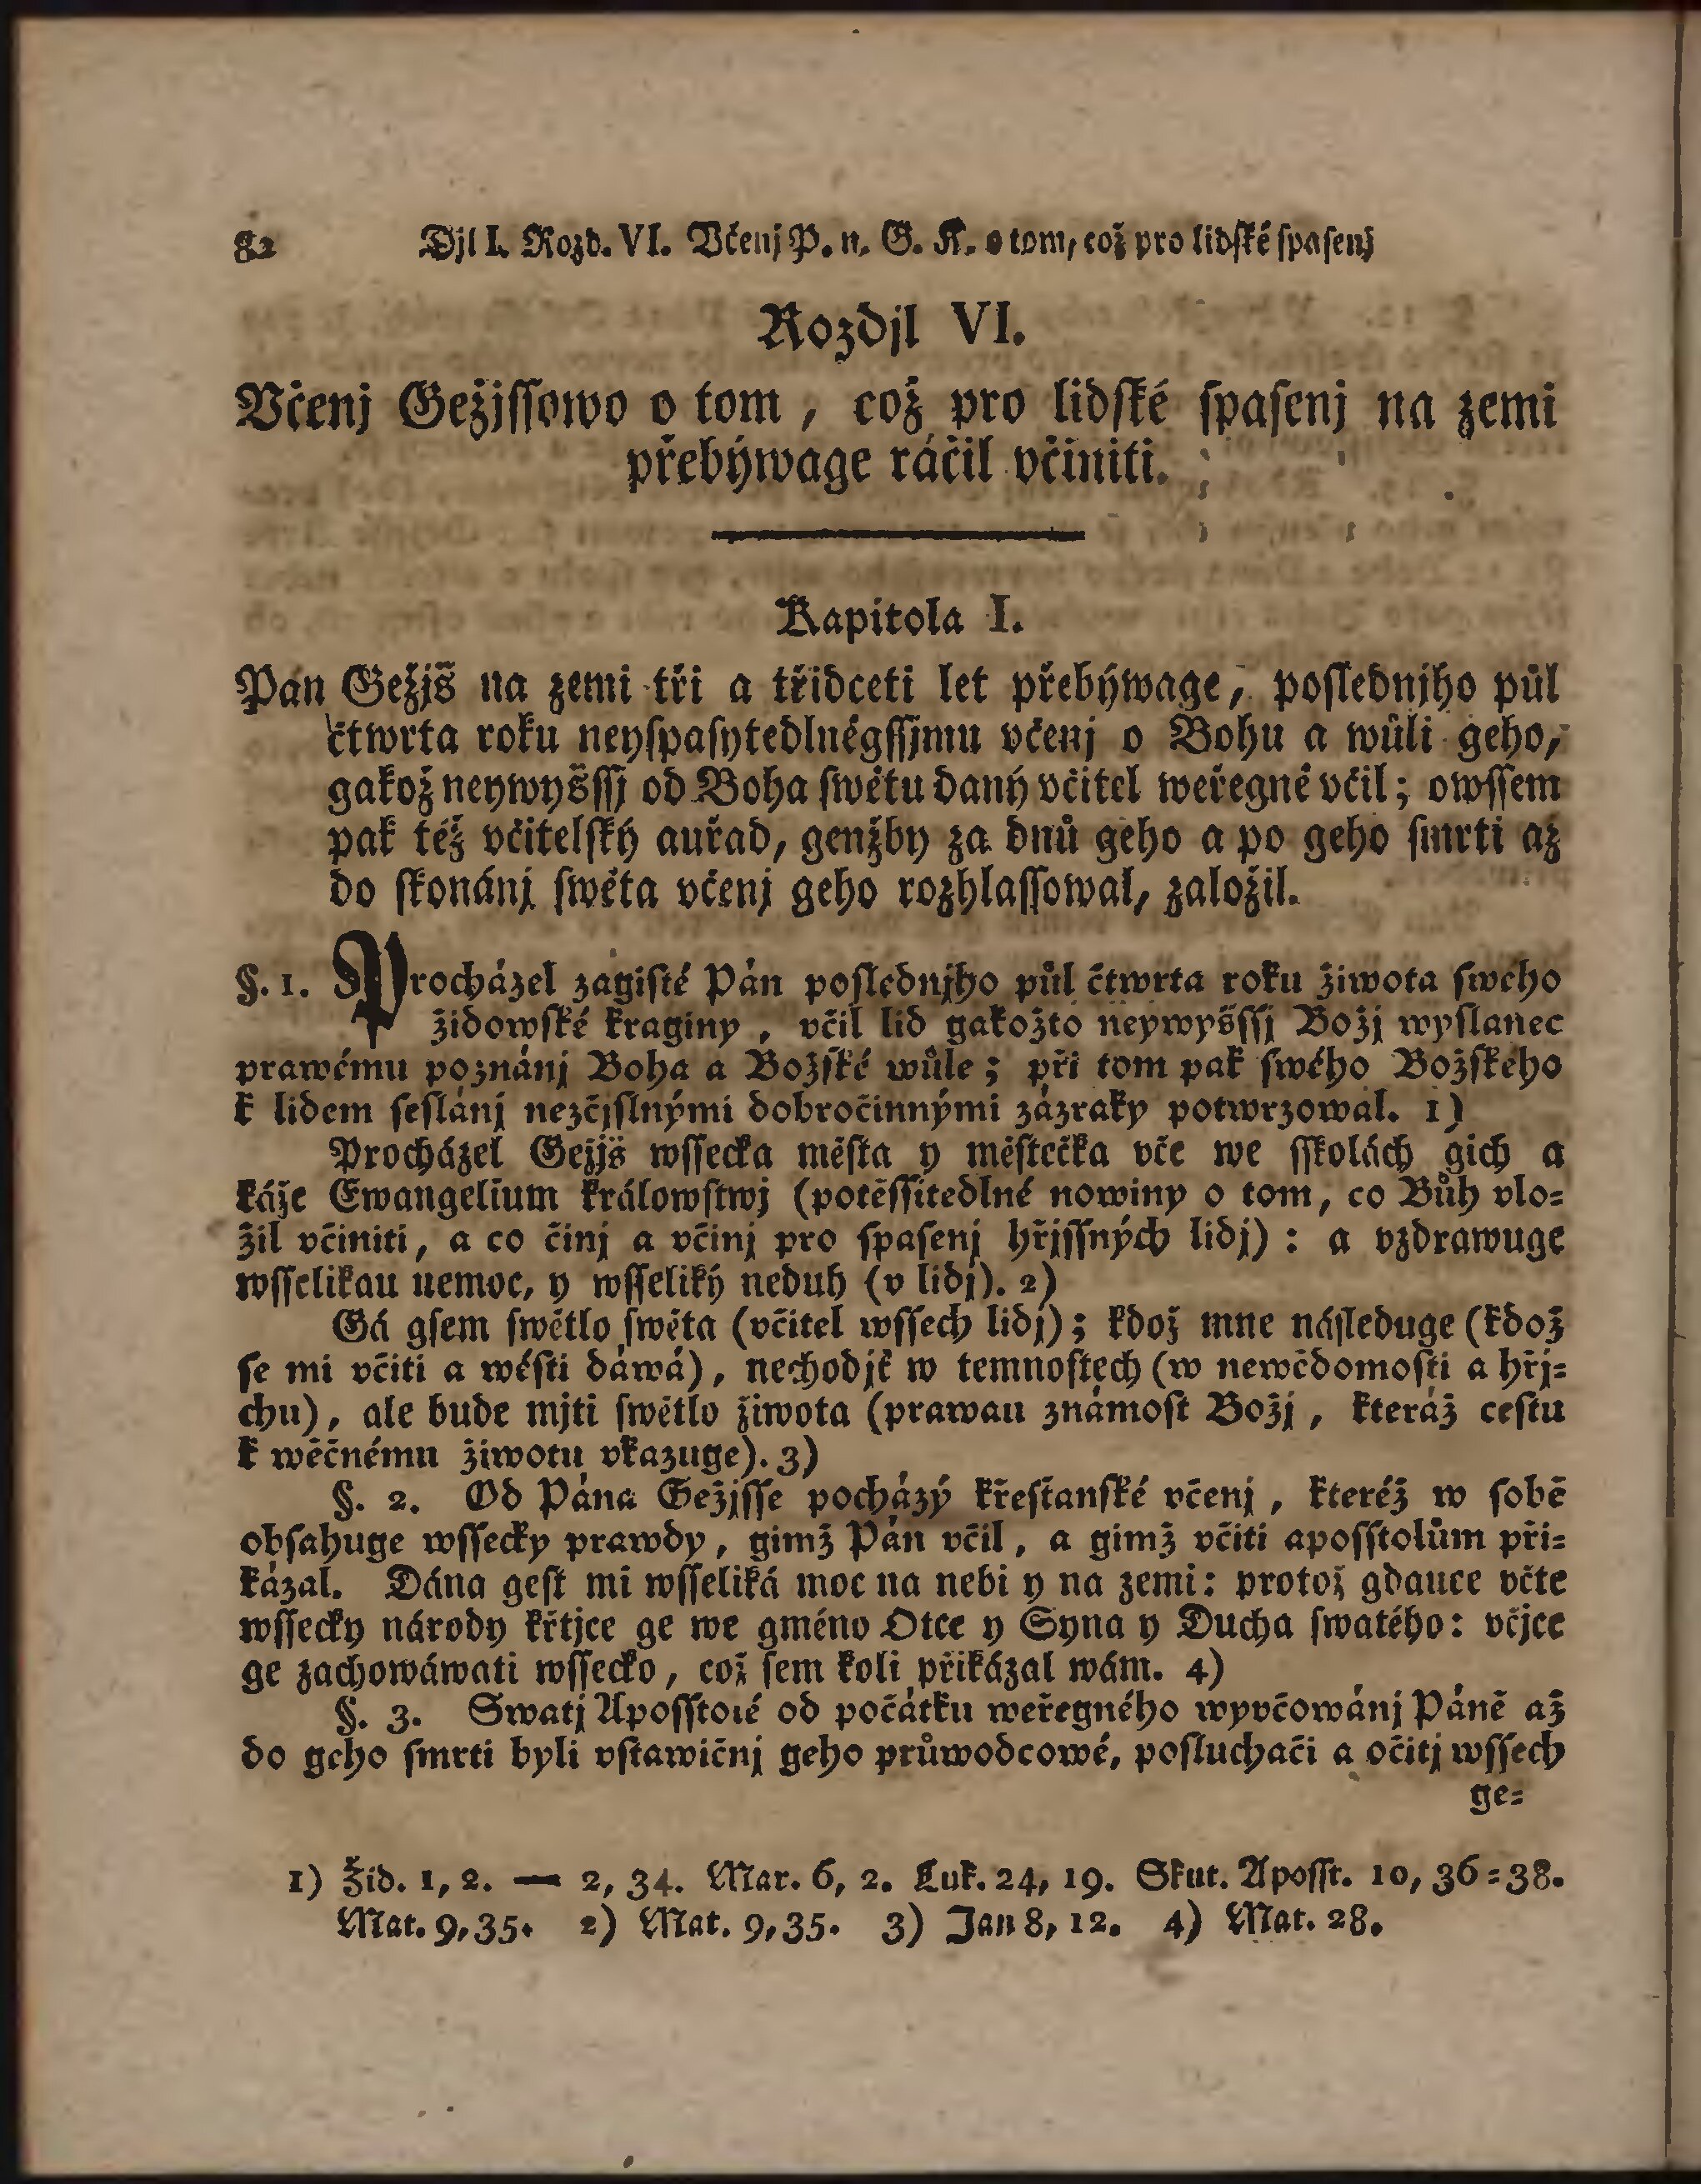 82 Djl I. Rozd. VI. Včenj P. n. G. K. o tom, což pro lidſké ſpaſenj
Rozdjl VI.
Včenj Gežjſſowo o tom, což pro lidſké ſpaſenj na zemi
přebýwage ráčil včiniti.
Kapitola I.
Pán Gežjš na zemi tři a třidceti let přebýwage, poſlednjho půl
čtwrta roku neyſpaſytedlněgſſjmu včenj o Bohu a wůli geho,
gakož neywyšſſj od Boha ſwětu daný včitel weřegně včil; owſſem
pak též včitelſký auřad, genžby za dnů geho a po geho ſmrti až
do ſkonánj ſwěta včenj geho rozhlaſſowal, založil.
§. 1. Procházel zagiſté Pán poſlednjho půl čtwrta roku žiwota ſwého
židowſké kraginy, včil lid gakožto neywyšſſj Božj wyſlanec
prawému poznánj Boha a Božſké wůle; při tom pak ſwého Božſkého
k lidem ſeſlánj nezčjſlnými dobročinnými zázraky potwrzowal. 1)
Procházel Gežjš wſſecka měſta y měſtečka vče we ſſkolách gich a
káže Ewangelium králowſtwj (potěſſitedlné nowiny o tom, co Bůh vlo=
žil včiniti, a co činj a včinj pro ſpaſenj hřjſſných lidj): a vzdrawuge
wſſelikau nemoc, y wſſeliký neduh (v lidj). 2)
Gá gſem ſwětlo ſwěta (včitel wſſech lidj); kdož mne náſleduge (kdož
ſe mi včiti a wéſti dáwá), nechodjť w temnoſtech (w newědomoſti a hřj=
chu), ale bude mjti ſwětlo žiwota (prawau známoſt Božj, kteráž ceſtu
k wěčnému žiwotu vkazuge). 3)
§. 2. Od Pána Gežjſſe pocházý křeſťanſké včenj, kteréž w ſobě
obſahuge wſſecky prawdy, gimž Pán včil, a gimž včiti apoſſtolům při=
kázal. Dána geſt mi wſſeliká moc na nebi y na zemi: protož gdauce včte
wſſecky národy křtjce ge we gméno Otce y Syna y Ducha ſwatého: včjce
ge zachowáwati wſſecko, což ſem koli přikázal wám. 4)
§. 3. Swatj Apoſſtolé od počátku weřegného wyvčowánj Páně až
do geho ſmrti byli vſtawičnj geho průwodcowé, poſluchači a očitj wſſech
ge=
1) Žid. 1, 2. — 2, 34. Mar. 6, 2. Luk. 24, 19. Skut. Apoſſt. 10, 36=38.
Mat. 9, 35. 2) Mat. 9, 35. 3) Jan 8, 12. 4) Mat. 28.